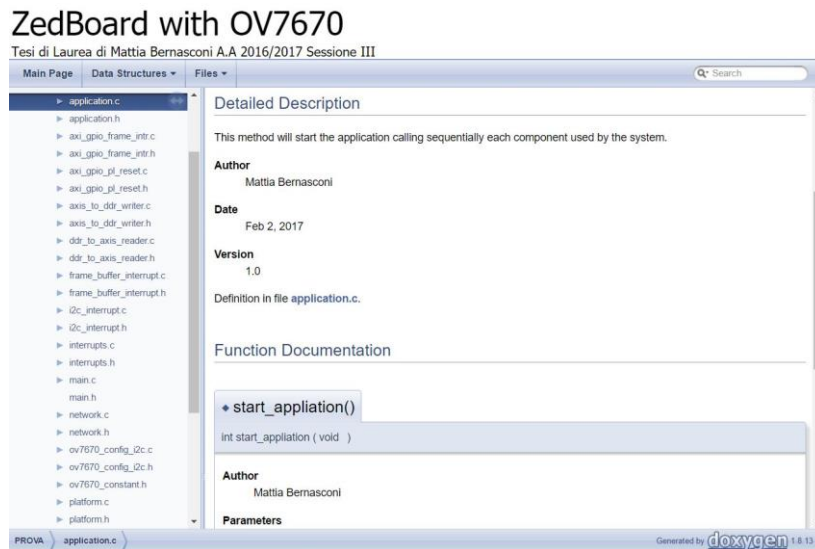 ZedBoard with OV7670
Tesi di Laurea di Mattia Bernasconi A.A 2016/2017 Sessione III
Main Page Data Structures Files Search
application.c
application.h
axi_gpio_frame_intr.c
axi_gpio_frame_intr.h
axi_gpio_pl_reset.c
axi_gpio_pl_reset.h
axis_to_ddr_writer.c
axis_to_ddr_writer.h
ddr_to_axis_reader.c
ddr_to_axis_reader.h
frame_buffer_interrupt.c
frame_buffer_interrupt.h
i2c_interrupt.c
i2c_interrupt.h
interrupts.c
interrupts.h
main.c
main.h
network.c
network.h
ov7670_config_i2c.c
ov7670_config_i2c.h
ov7670_constant.h
platform.c
platform.h
Detailed Description
This method will start the application calling sequentially each component used by the system.
Author
Mattia Bernasconi
Date
Feb 2, 2017
Version
1.0
Definition in file application.c.
Function Documentation
start_appliation()
int start_appliation ( void )
Author
Mattia Bernasconi
Parameters
PROVA application.c Generated by doxygen 1.8.13